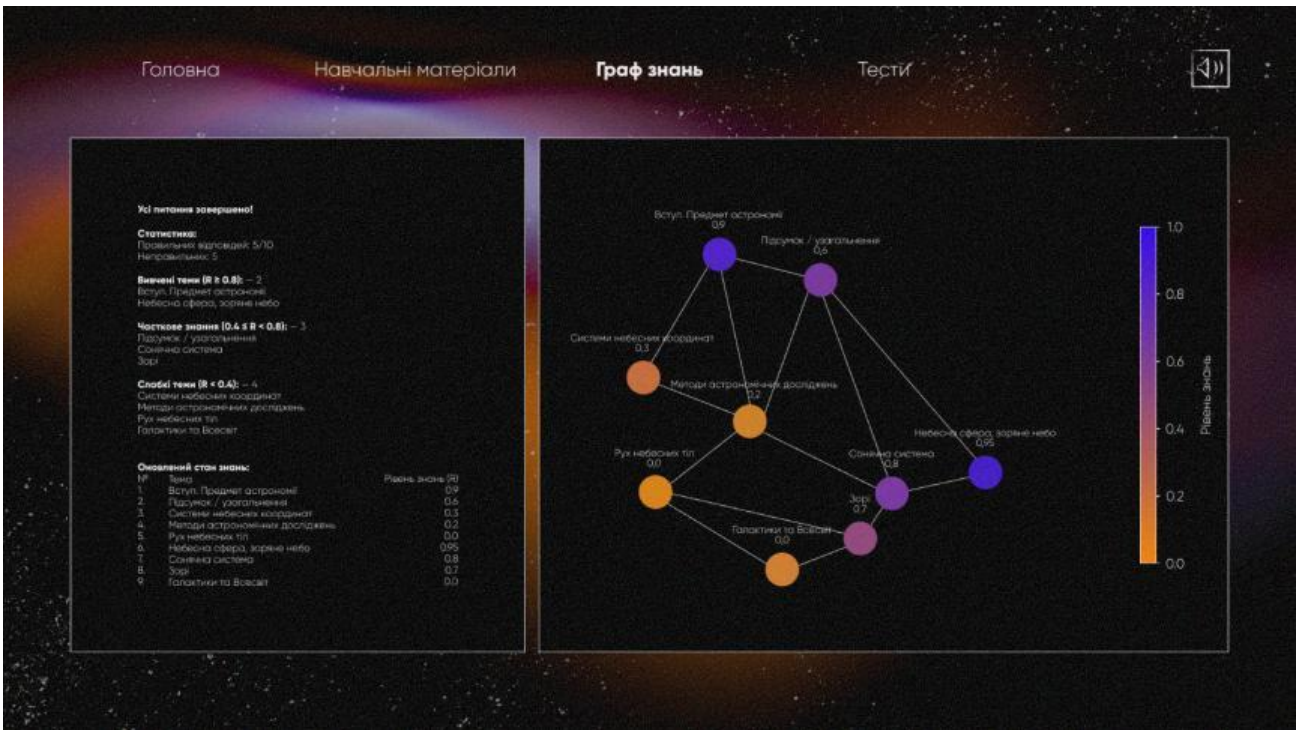 Головна
Навчальні матеріали
Граф знань
Тести
Усі питання завершено!
Статистика:
Правильних відповідей: 5/10
Неправильних: 5
Вивчені теми (R ≥ 0.8): — 2
Вступ. Предмет астрономії
Небесна сфера, зоряне небо
Часткове знання (0.4 ≤ R < 0.8): — 3
Підсумок / узагальнення
Сонячна система
Зорі
Слабкі теми (R < 0.4): — 4
Системи небесних координат
Методи астрономічних досліджень
Рух небесних тіл
Галактики та Всесвіт
Оновлений стан знань:
№ Тема Рівень знань (R)
1. Вступ. Предмет астрономії 0.9
2. Підсумок / узагальнення 0.6
3. Системи небесних координат 0.3
4. Методи астрономічних досліджень 0.2
5. Рух небесних тіл 0.0
6. Небесна сфера, зоряне небо 0.95
7. Сонячна система 0.8
8. Зорі 0.7
9. Галактики та Всесвіт 0.0
Вступ. Предмет астрономії
0,9
Підсумок / узагальнення
0,6
Системи небесних координат
0,3
Методи астрономічних досліджень
0,2
Небесна сфера, зоряне небо
0,95
Рух небесних тіл
0,0
Сонячна система
0,8
Зорі
0.7
Галактики та Всесвіт
0,0
1.0
0.8
0.6
0.4
0.2
0.0
Рівень знань